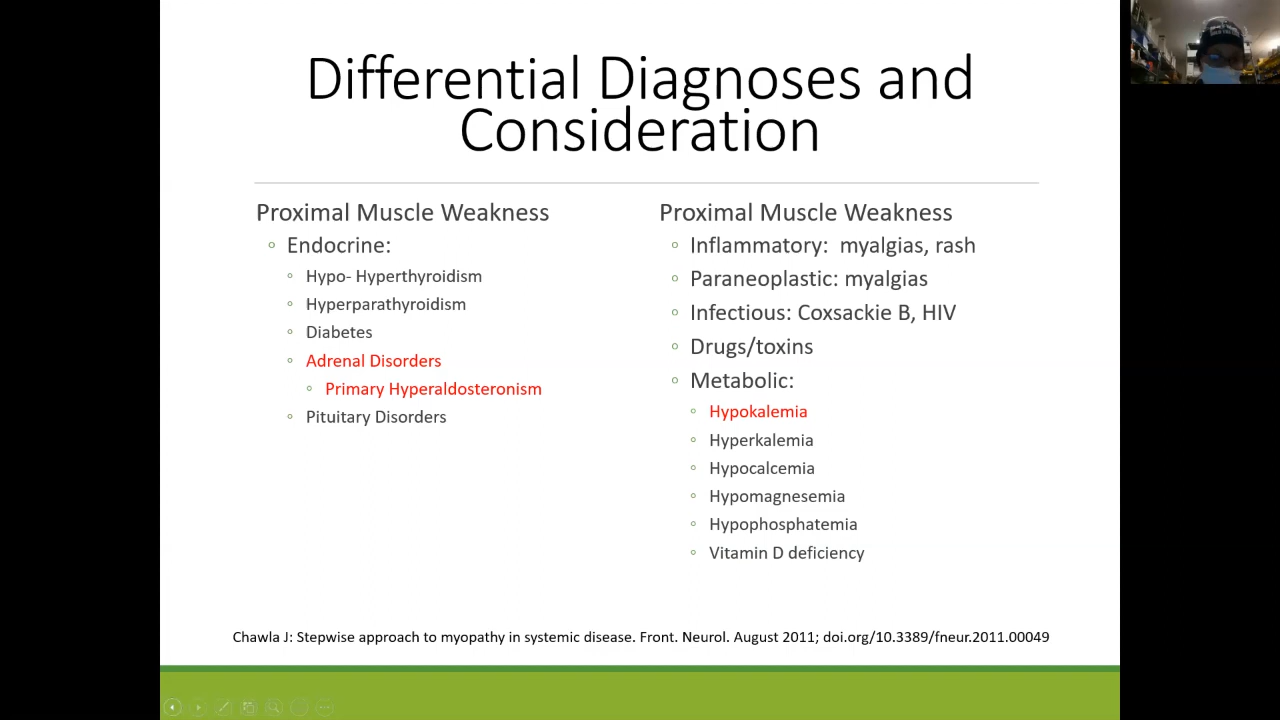 Differential Diagnoses and
Consideration
Proximal Muscle Weakness
Endocrine:
Hypo- Hyperthyroidism
Hyperparathyroidism
Diabetes
Adrenal Disorders
Primary Hyperaldosteronism
Pituitary Disorders
Proximal Muscle Weakness
Inflammatory: myalgias, rash
Paraneoplastic: myalgias
Infectious: Coxsackie B, HIV
Drugs/toxins
Metabolic:
Hypokalemia
Hyperkalemia
Hypocalcemia
Hypomagnesemia
Hypophosphatemia
Vitamin D deficiency
Chawla J: Stepwise approach to myopathy in systemic disease. Front. Neurol. August 2011; doi.org/10.3389/fneur.2011.00049